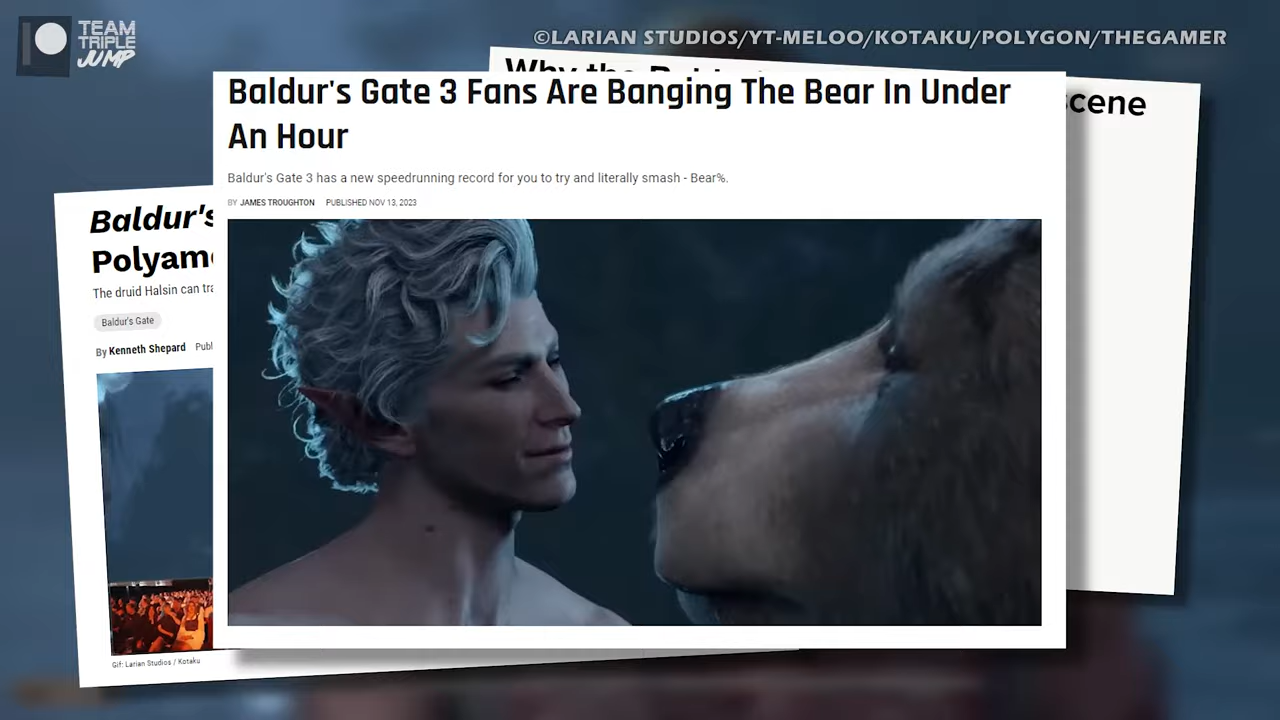 TEAM
TRIPLE
JUMP
©LARIAN STUDIOS/YT-MELOO/KOTAKU/POLYGON/THEGAMER
Why the
scene
Baldur's Gate 3 Fans Are Banging The Bear In Under
An Hour
Baldur's Gate 3 has a new speedrunning record for you to try and literally smash - Bear%.
BY JAMES TROUGHTON PUBLISHED NOV 13, 2023
Baldur's
The druid Halsin can
Baldur's Gate
By Kenneth Shepard
Gif: Larian Studios / Kotaku